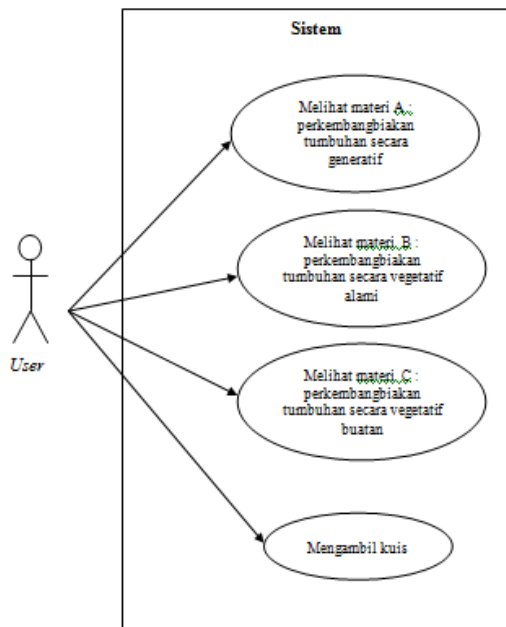 Sistem
Melihat materi A :
perkembangbiakan
tumbuhan secara
generatif
Melihat materi B :
perkembangbiakan
tumbuhan secara vegetatif
alami
User
Melihat materi C :
perkembangbiakan
tumbuhan secara vegetatif
buatan
Mengambil kuis